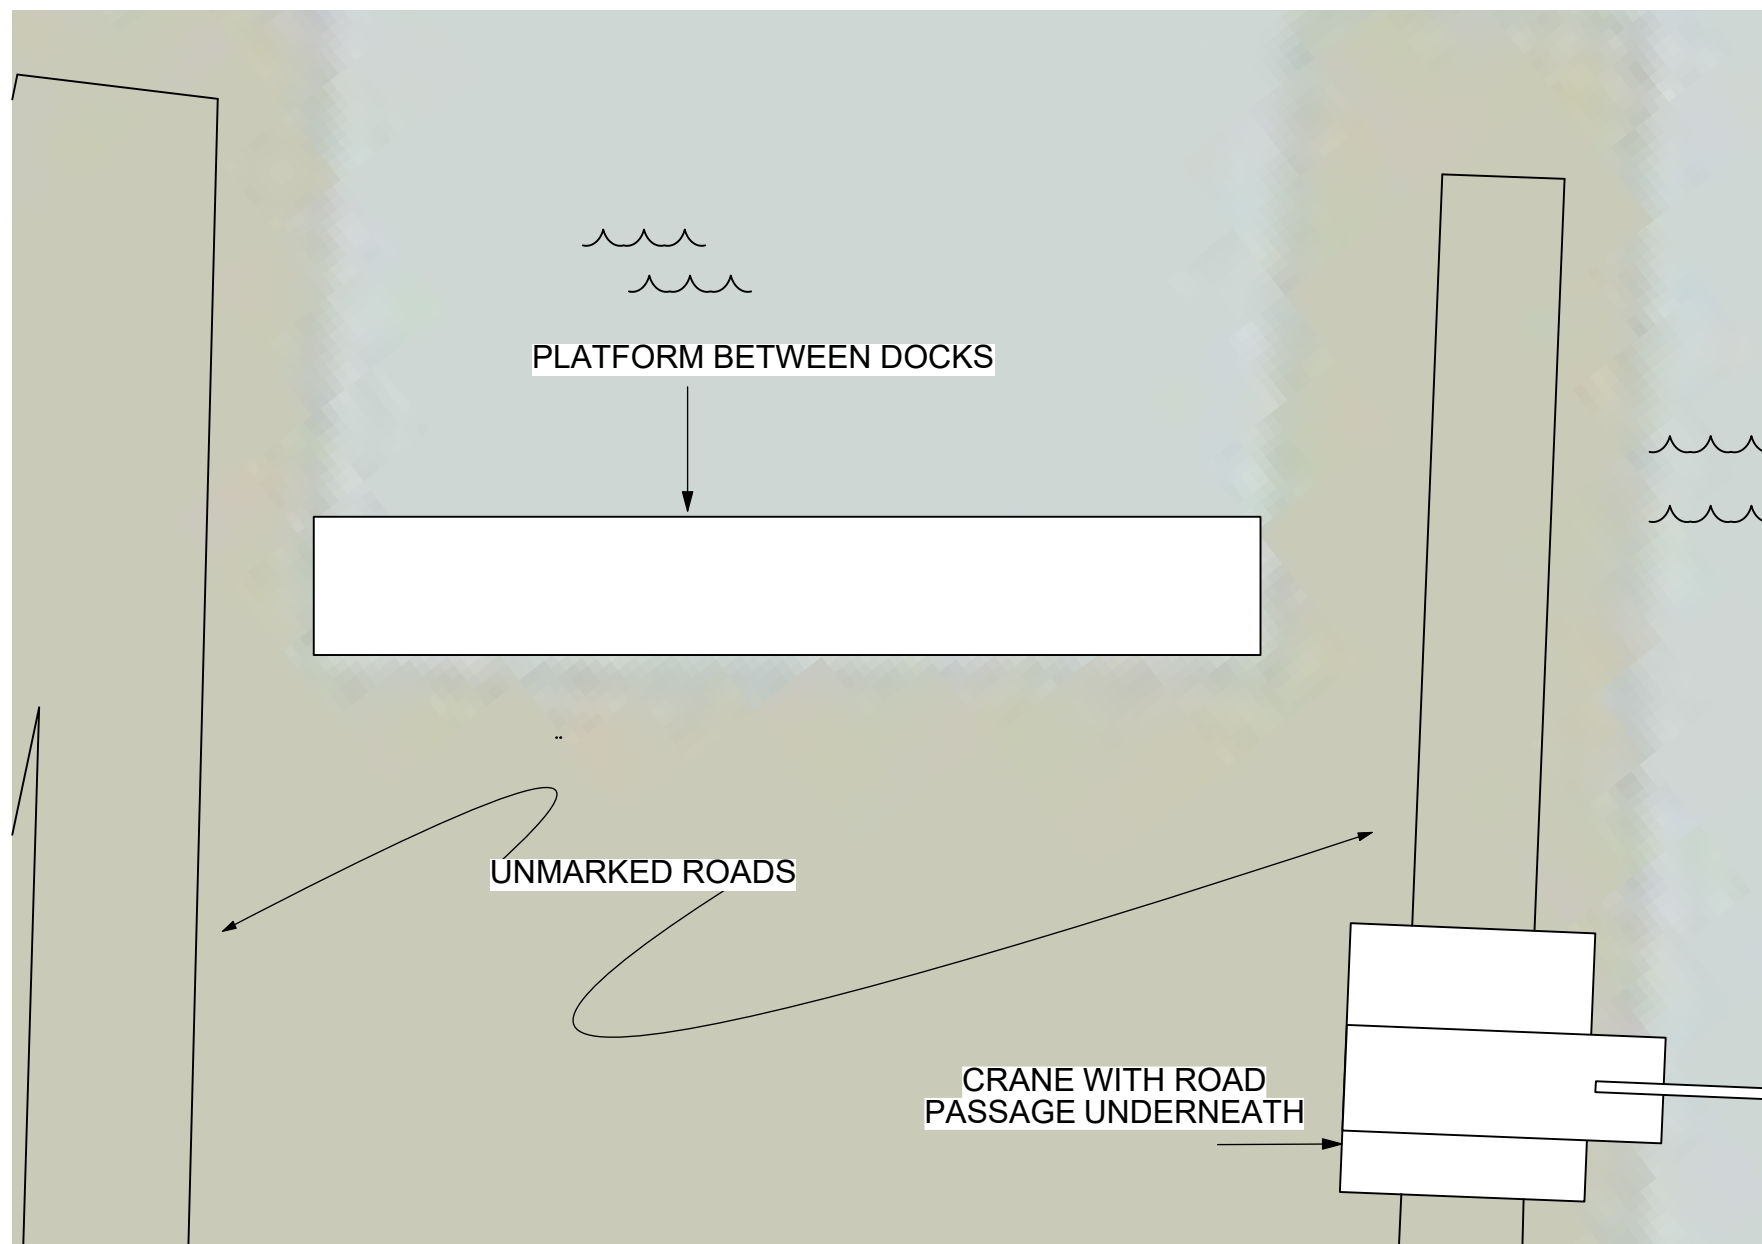 PLATFORM BETWEEN DOCKS
UNMARKED ROADS
CRANE WITH ROAD
PASSAGE UNDERNEATH